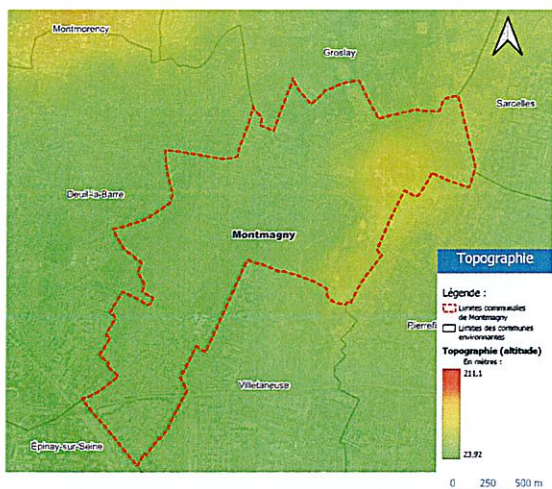 Montmorency
Groslay
Sarcelles
Deuil-la-Barre
Montmagny
Villetaneuse
Épinay-sur-Seine
Topographie
Légende :
Limites communales
de Montmagny
Limites des communes
environnantes
Topographie (altitude)
En mètres :
211,1
23,92
0 250 500 m